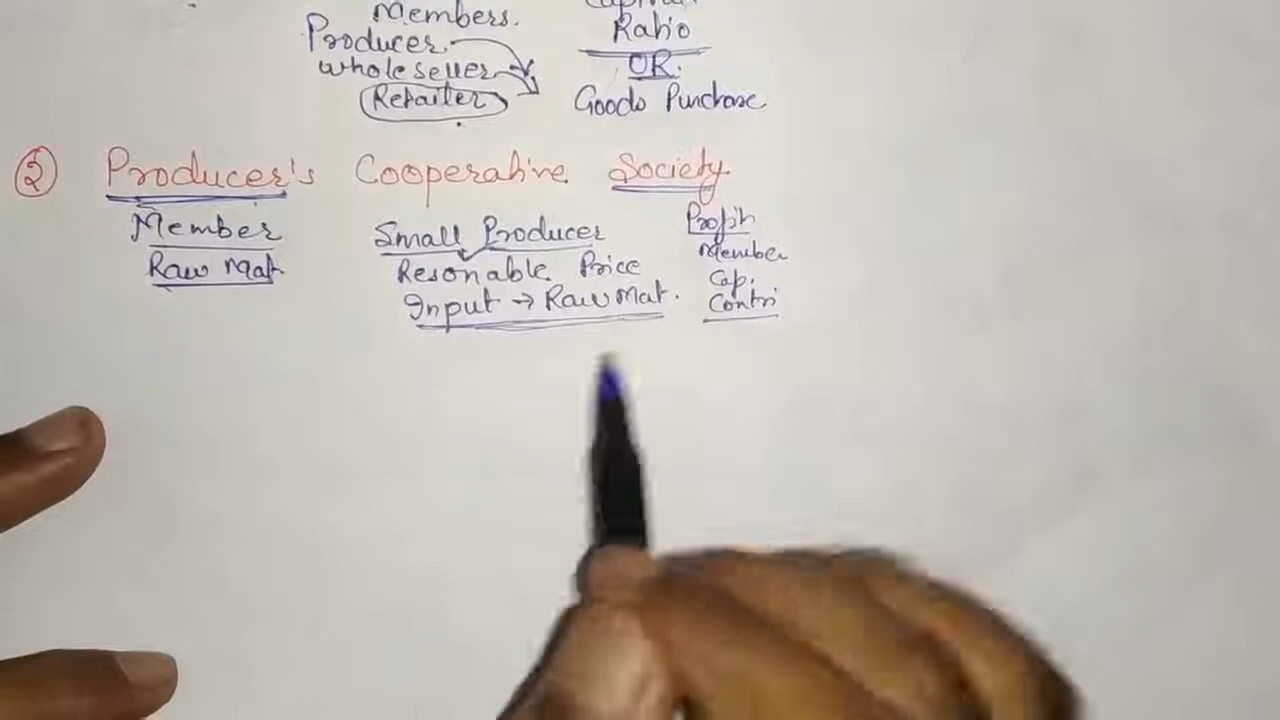 Members.
Ratio
Producer
wholeseller
OR.
Retailer
Goods Purchase
② Producer's Cooperative Society
Member
Raw Mat
Small Producer
Resonable Price
Input → Raw Mat.
Profit
Member
Cap.
Contri